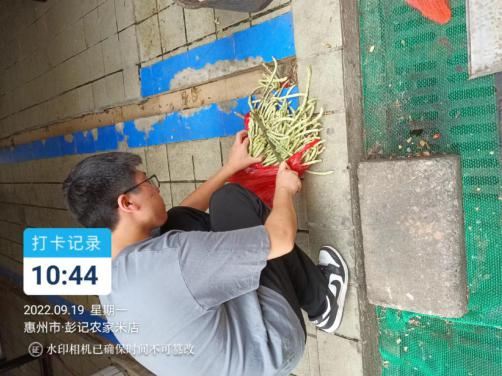 打卡记录
10:44
2022.09.19 星期一
惠州市·彭记农家米店
证 水印相机已确保时间不可篡改